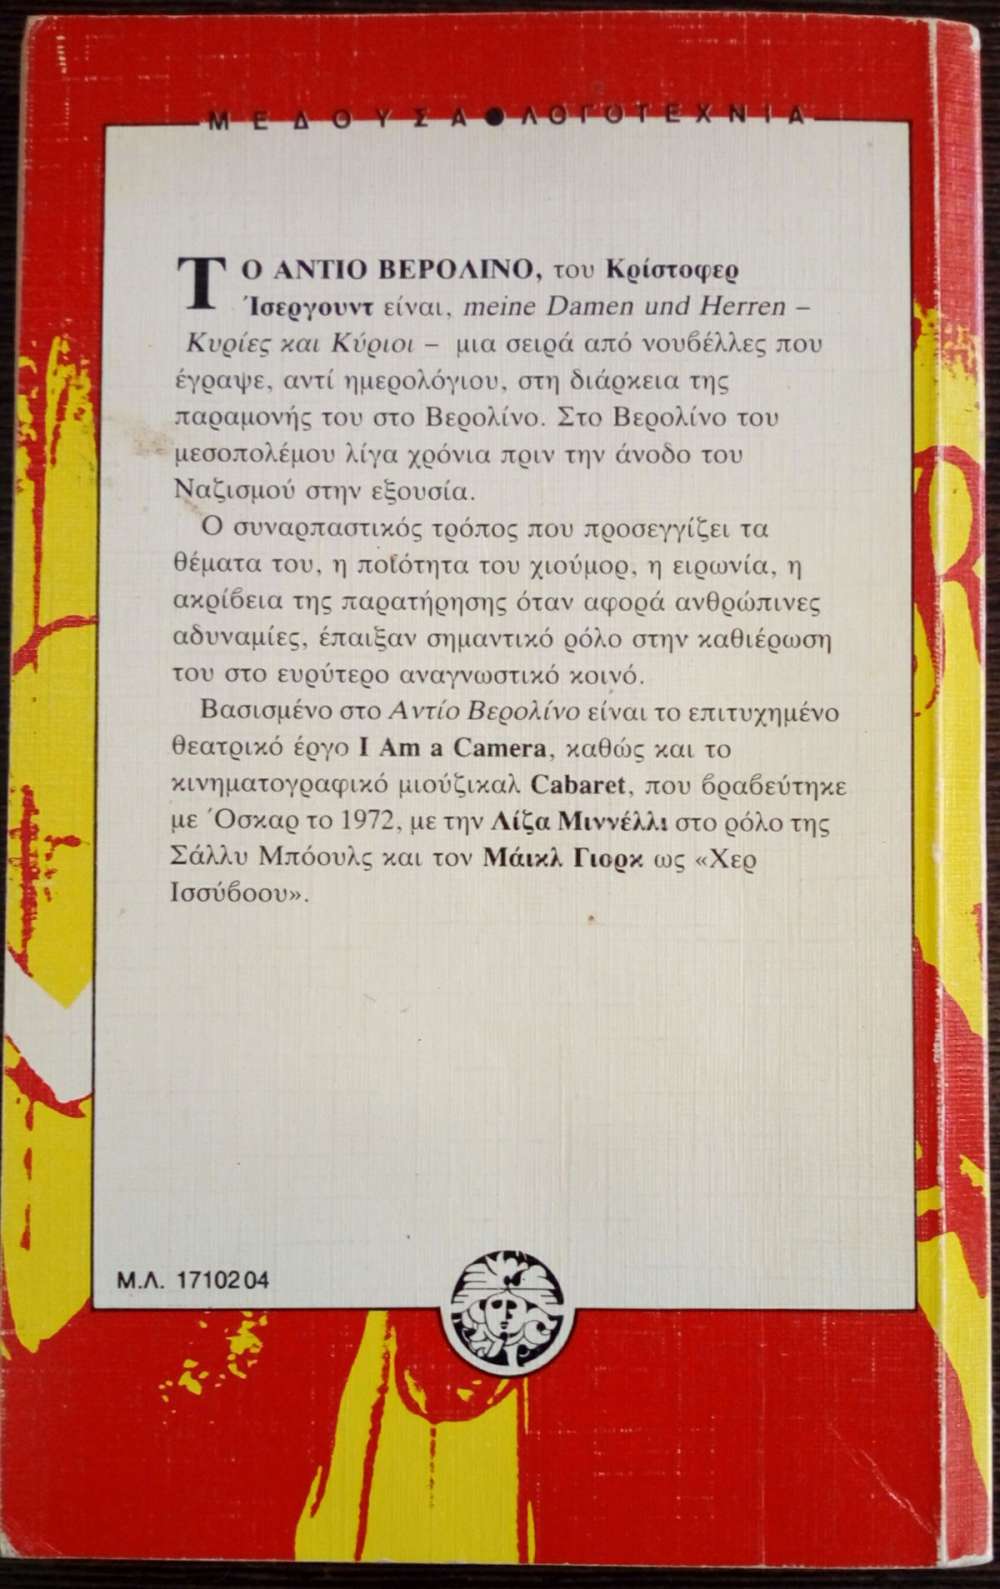 ΜΕΔΟΥΣΑ●ΛΟΓΟΤΕΧΝΙΑ
ΤΟ ΑΝΤΙΟ ΒΕΡΟΛΙΝΟ, του Κρίστοφερ
Ίσεργουντ είναι, meine Damen und Herren –
Κυρίες και Κύριοι – μια σειρά από νουβέλλες που
έγραψε, αντί ημερολόγιου, στη διάρκεια της
παραμονής του στο Βερολίνο. Στο Βερολίνο του
μεσοπολέμου λίγα χρόνια πριν την άνοδο του
Ναζισμού στην εξουσία.
Ο συναρπαστικός τρόπος που προσεγγίζει τα
θέματα του, η ποϊότητα του χιούμορ, η ειρωνία, η
ακρίβεια της παρατήρησης όταν αφορά ανθρώπινες
αδυναμίες, έπαιξαν σημαντικό ρόλο στην καθιέρωση
του στο ευρύτερο αναγνωστικό κοινό.
Βασισμένο στο Αντίο Βερολίνο είναι το επιτυχημένο
θεατρικό έργο I Am a Camera, καθώς και το
κινηματογραφικό μιούζικαλ Cabaret, που βραβεύτηκε
με Όσκαρ το 1972, με την Λίζα Μιννέλλι στο ρόλο της
Σάλλυ Μπόουλς και τον Μάικλ Γιορκ ως «Χερ
Ισσύβοου».
Μ.Λ. 1710204